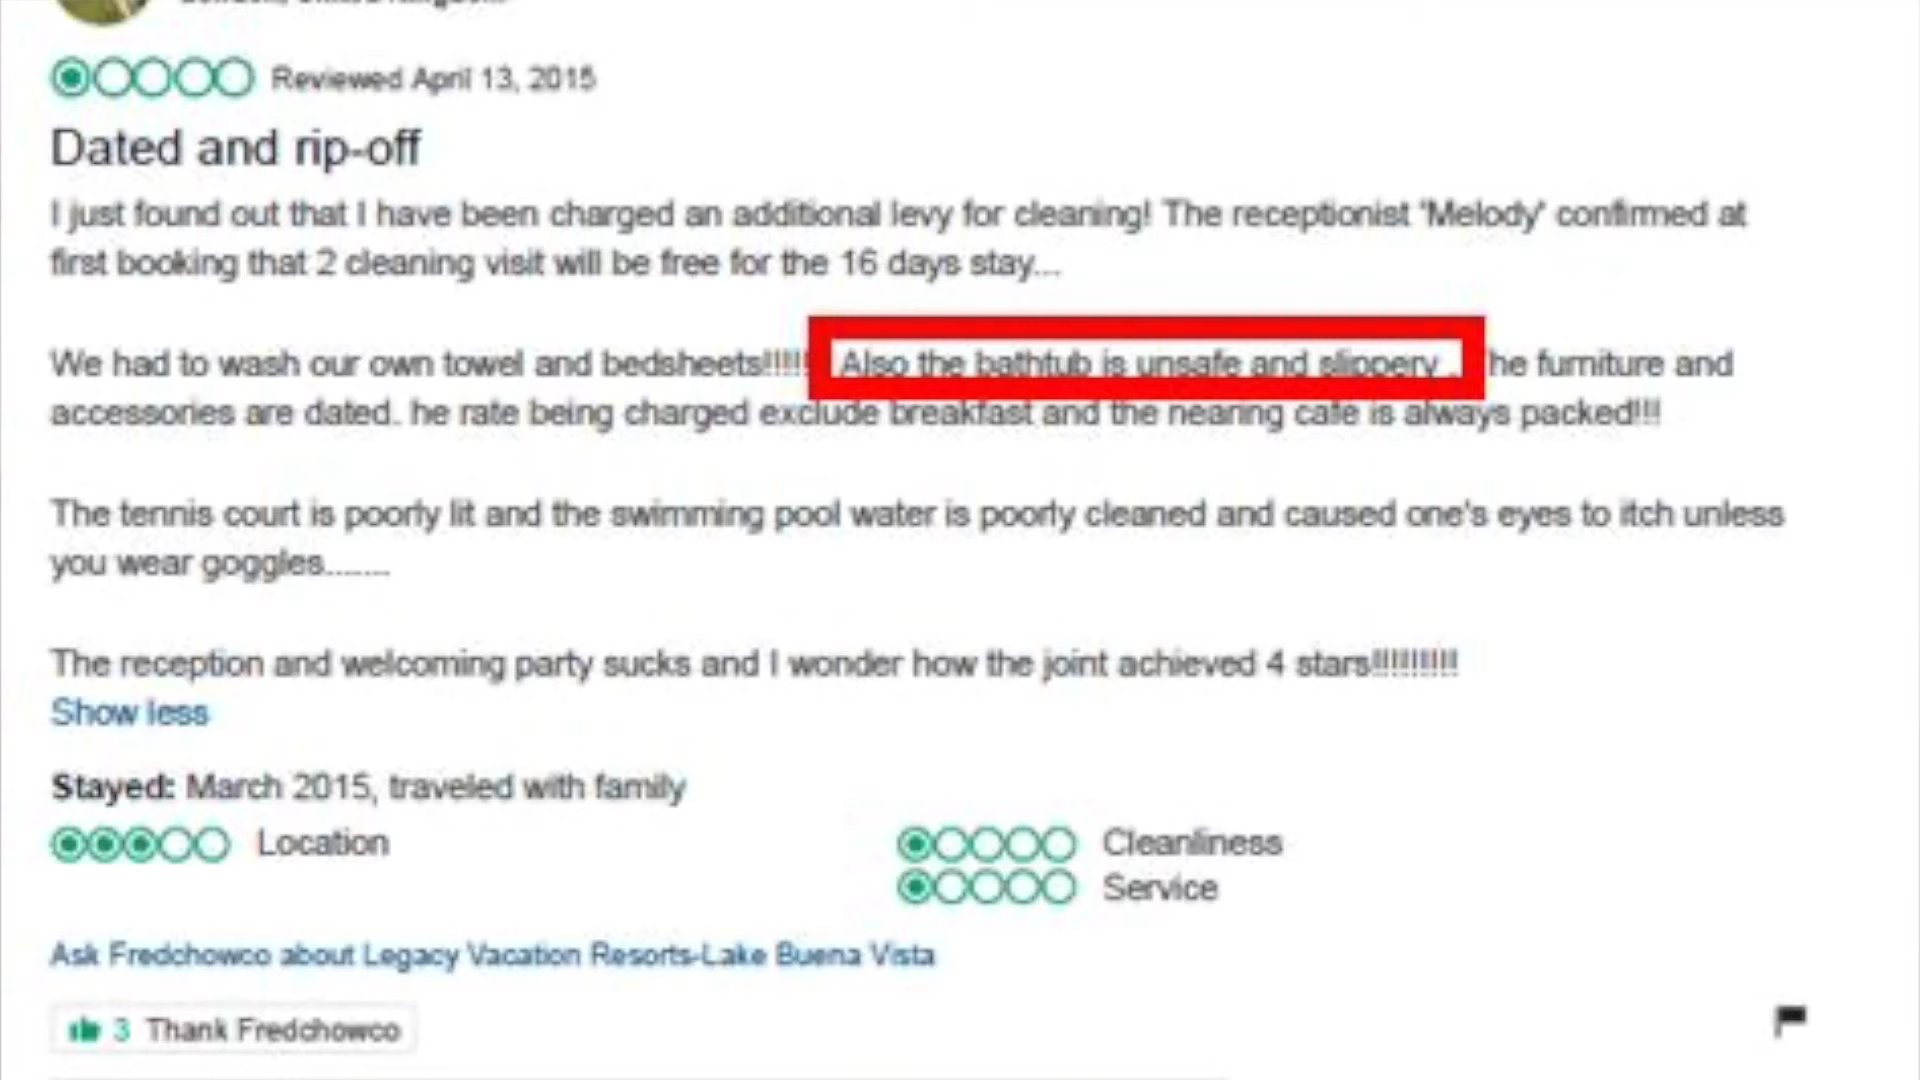 Reviewed April 13, 2015
Dated and rip-off
I just found out that I have been charged an additional levy for cleaning! The receptionist 'Melody' confirmed at
first booking that 2 cleaning visit will be free for the 16 days stay...
We had to wash our own towel and bedsheets!!!!! Also the bathtub is unsafe and slippery . he furniture and
accessories are dated. he rate being charged exclude breakfast and the nearing cafe is always packed!!!
The tennis court is poorly lit and the swimming pool water is poorly cleaned and caused one's eyes to itch unless
you wear goggles........
The reception and welcoming party sucks and I wonder how the joint achieved 4 stars!!!!!!!!!!
Show less
Stayed: March 2015, traveled with family
Location
Cleanliness
Service
Ask Fredchowco about Legacy Vacation Resorts-Lake Buena Vista
3 Thank Fredchowco